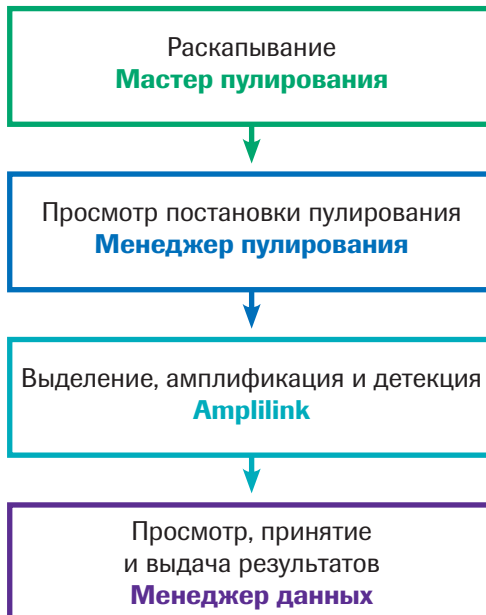 Раскапывание
Мастер пулирования
Просмотр постановки пулирования
Менеджер пулирования
Выделение, амплификация и детекция
Amplilink
Просмотр, принятие
и выдача результатов
Менеджер данных